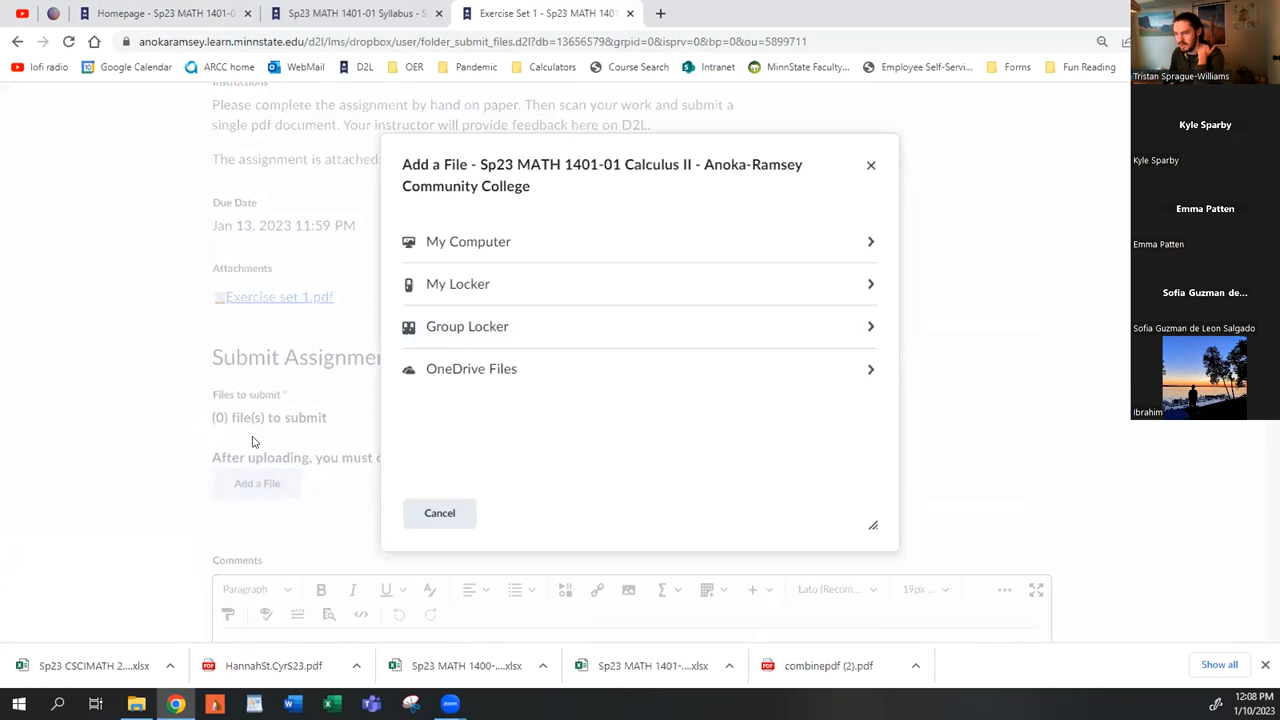 Homepage - Sp23 MATH 1401-0
Sp23 MATH 1401-01 Syllabus -
Exercise Set 1 - Sp23 MATH 1401
anokaramsey.learn.minnstate.edu/d2l/lms/dropbox/user/folder_submit_files.d2l?db=13656579&grpid=0&isprv=0&bp=0&ou=5899711
lofi radio
Google Calendar
ARCC home
WebMail
D2L
OER
Pandemic
Calculators
Course Search
Intranet
MinnState Faculty...
Employee Self-Servi...
Forms
Fun Reading
Instructions
Please complete the assignment by hand on paper. Then scan your work and submit a
single pdf document. Your instructor will provide feedback here on D2L.
The assignment is attached
Due Date
Jan 13, 2023 11:59 PM
Attachments
Exercise set 1.pdf
Submit Assignme
Files to submit *
(0) file(s) to submit
After uploading, you must
Add a File
Comments
Paragraph
B I U
Lato (Recom...
19px ...
Add a File - Sp23 MATH 1401-01 Calculus II - Anoka-Ramsey
Community College
My Computer
My Locker
Group Locker
OneDrive Files
Cancel
Tristan Sprague-Williams
Kyle Sparby
Kyle Sparby
Emma Patten
Emma Patten
Sofia Guzman de...
Sofia Guzman de Leon Salgado
Ibrahim
Sp23 CSCIMATH 2....xlsx
HannahSt.CyrS23.pdf
Sp23 MATH 1400-....xlsx
Sp23 MATH 1401-....xlsx
combinepdf (2).pdf
Show all
12:08 PM
1/10/2023